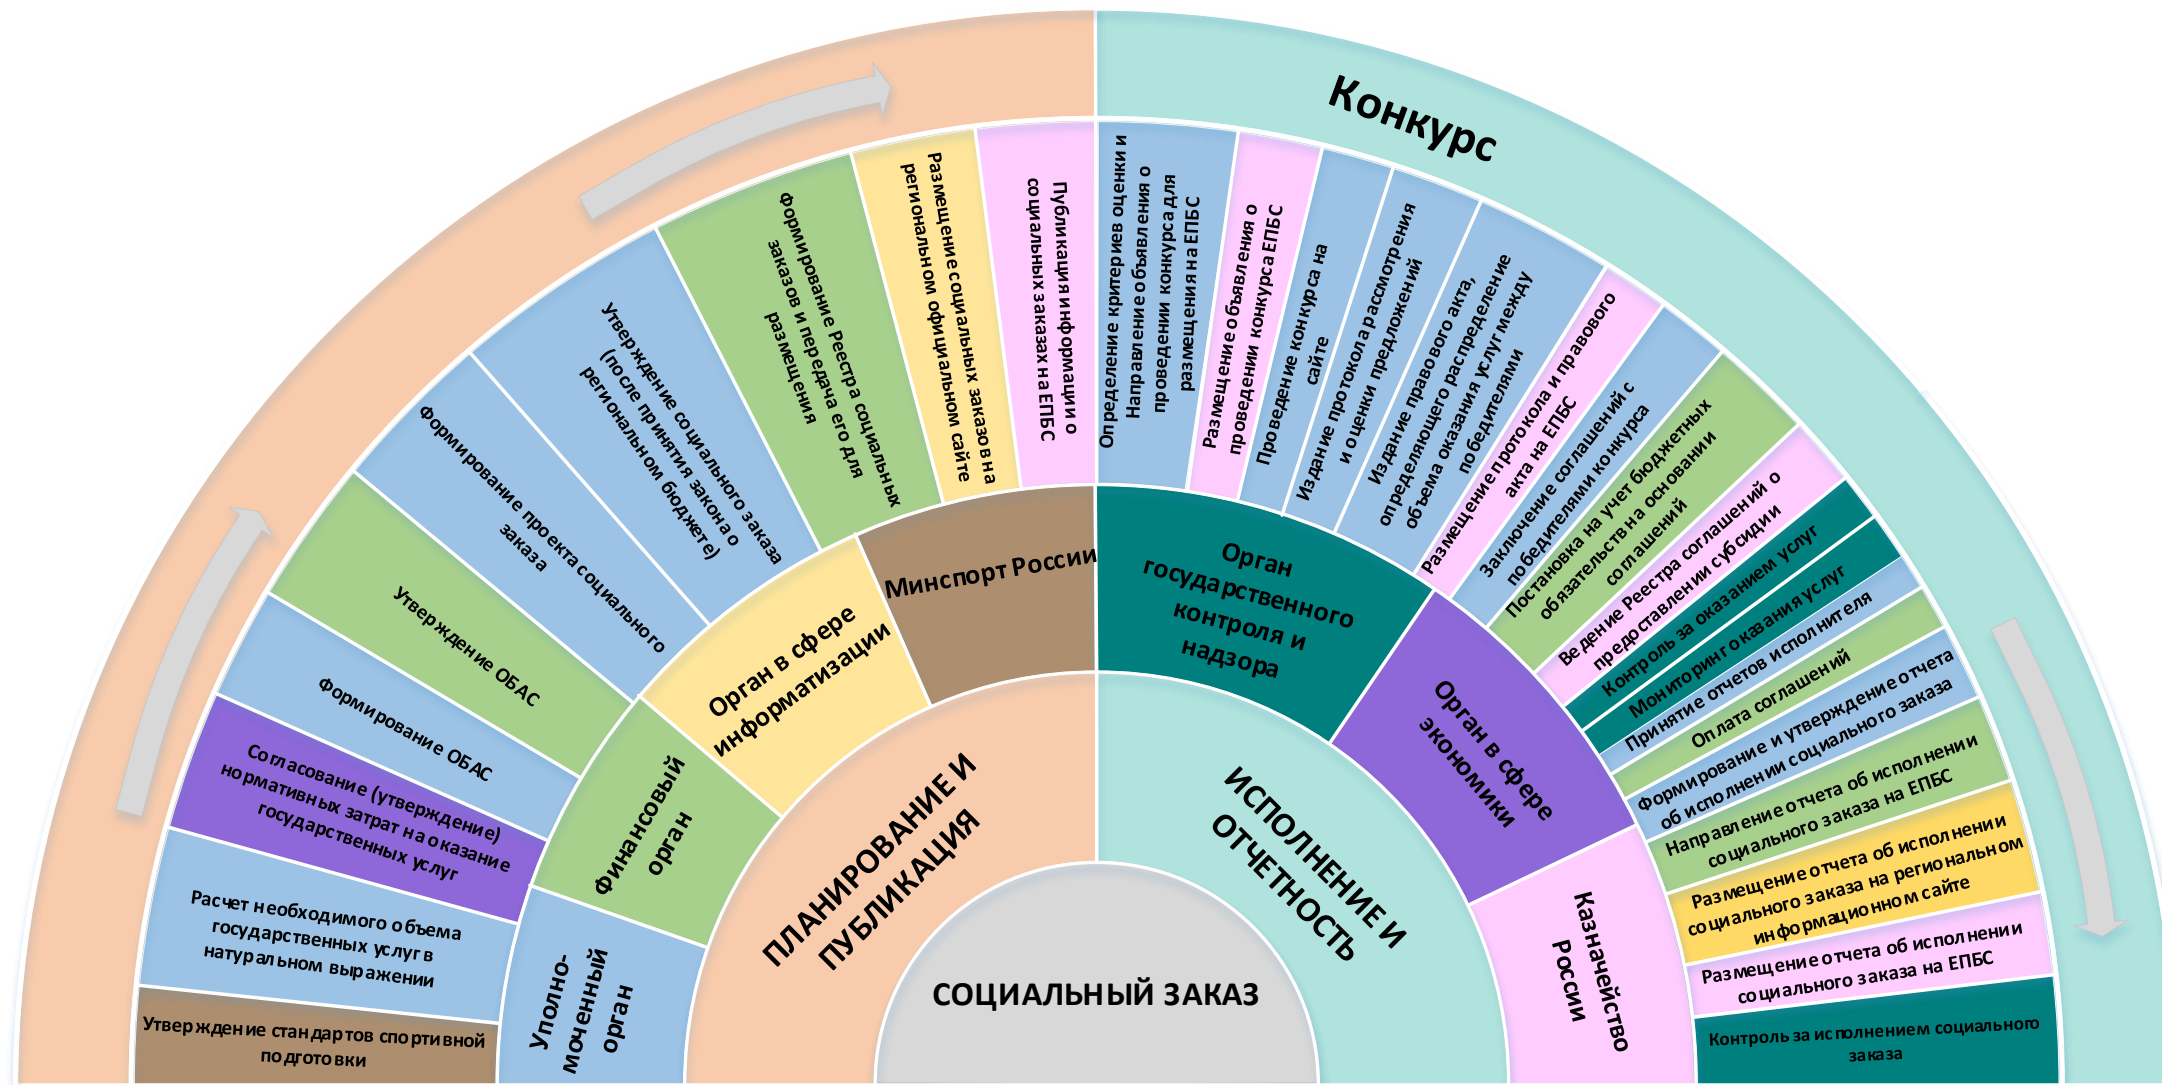 Конкурс
Утверждение стандартов спортивной
подготовки
Расчет необходимого объема
государственных услуг в
натуральном выражении
Согласование (утверждение)
нормативных затрат на оказание
государственных услуг
Формирование ОБАС
Утверждение ОБАС
Формирование проекта социального
заказа
Утверждение социального заказа
(после принятия закона о
региональном бюджете)
Формирование Реестра социальных
заказов и передача его для
размещения
Размещение социальных заказов на
региональном официальном сайте
Публикация информации о
социальных заказах на ЕПБС
Определение критериев оценки и
Направление объявления о
проведении конкурса для
размещения на ЕПБС
Размещение объявления о
проведении конкурса ЕПБС
Проведение конкурса на
сайте
Издание протокола рассмотрения
и оценки предложений
Издание правового акта,
определяющего распределение
объема оказания услуг между
победителями
Размещение протокола и правового
акта на ЕПБС
Заключение соглашений с
победителями конкурса
Постановка на учет бюджетных
обязательств на основании
соглашений
Ведение Реестра соглашений о
предоставлении субсидии
Контроль за оказанием услуг
Мониторинг оказания услуг
Принятие отчетов исполнителя
Оплата соглашений
Формирование и утверждение отчета
об исполнении социального заказа
Направление отчета об исполнении
социального заказа на ЕПБС
Размещение отчета об исполнении
социального заказа на региональном
информационном сайте
Размещение отчета об исполнении
социального заказа на ЕПБС
Контроль за исполнением социального
заказа
Уполно-
моченный
орган
Финансовый
орган
Орган в сфере
информатизации
Минспорт России
Орган
государственного
контроля и
надзора
Орган в сфере
экономики
Казначейство
России
ПЛАНИРОВАНИЕ И
ПУБЛИКАЦИЯ
ИСПОЛНЕНИЕ И
ОТЧЕТНОСТЬ
СОЦИАЛЬНЫЙ ЗАКАЗ